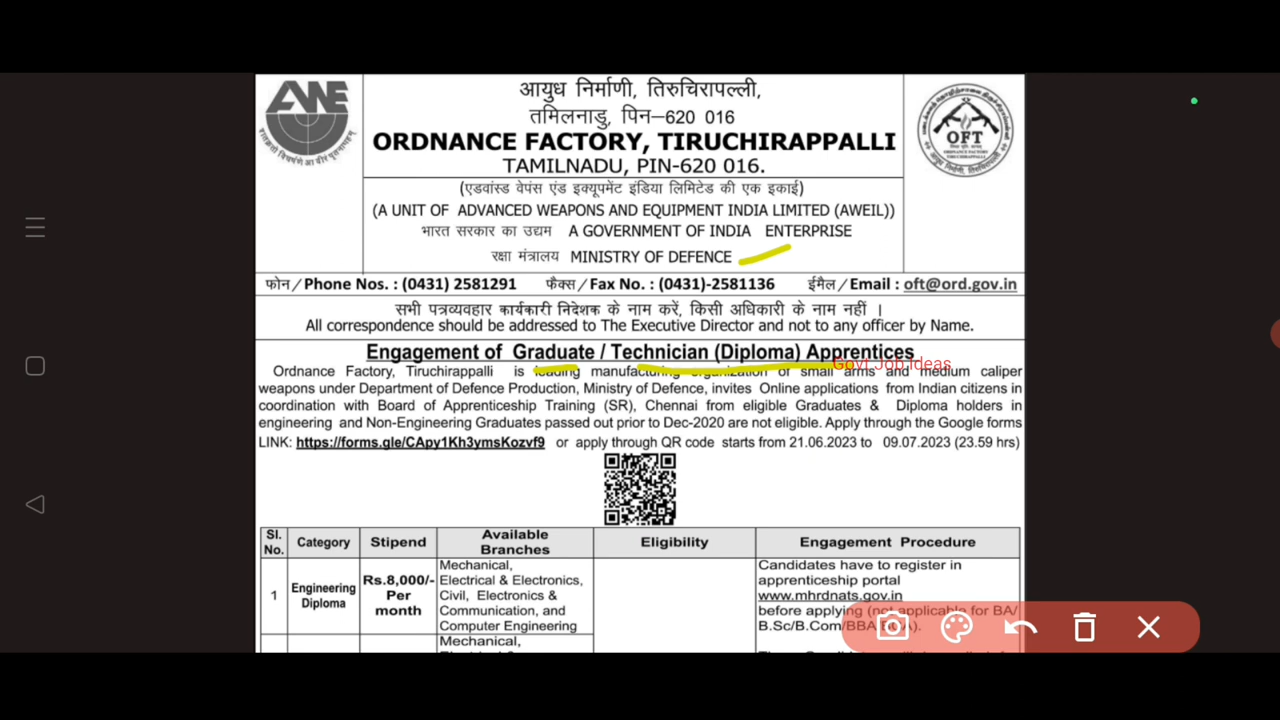 आयुध निर्माणी, तिरुचिरापल्ली,
तमिलनाडु, पिन–620 016
ORDNANCE FACTORY, TIRUCHIRAPPALLI
TAMILNADU, PIN-620 016.
(एडवांस्ड वेपंस एंड इक्यूपमेंट इंडिया लिमिटेड की एक इकाई)
(A UNIT OF ADVANCED WEAPONS AND EQUIPMENT INDIA LIMITED (AWEIL))
भारत सरकार का उद्यम A GOVERNMENT OF INDIA ENTERPRISE
रक्षा मंत्रालय MINISTRY OF DEFENCE
OFT
ORDNANCE FACTORY
TIRUCHIRAPPALLI
फोन/Phone Nos. : (0431) 2581291 फैक्स/Fax No. : (0431)-2581136 ईमैल/Email : oft@ord.gov.in
सभी पत्रव्यवहार कार्यकारी निदेशक के नाम करें, किसी अधिकारी के नाम नहीं ।
All correspondence should be addressed to The Executive Director and not to any officer by Name.
Engagement of Graduate / Technician (Diploma) Apprentices
Govt Job Ideas
Ordnance Factory, Tiruchirappalli is leading manufacturing organization of small arms and medium caliper
weapons under Department of Defence Production, Ministry of Defence, invites Online applications from Indian citizens in
coordination with Board of Apprenticeship Training (SR), Chennai from eligible Graduates & Diploma holders in
engineering and Non-Engineering Graduates passed out prior to Dec-2020 are not eligible. Apply through the Google forms
LINK: https://forms.gle/CApy1Kh3ymsKozvf9 or apply through QR code starts from 21.06.2023 to 09.07.2023 (23.59 hrs)
Sl. No. Category Stipend Available Branches Eligibility Engagement Procedure
1 Engineering Diploma Rs.8,000/- Per month
Mechanical,
Electrical & Electronics,
Civil, Electronics &
Communication, and
Computer Engineering
Candidates have to register in
apprenticeship portal
www.mhrdnats.gov.in
before applying (not applicable for BA/
B.Sc/B.Com/BBA/BCA).
Mechanical,